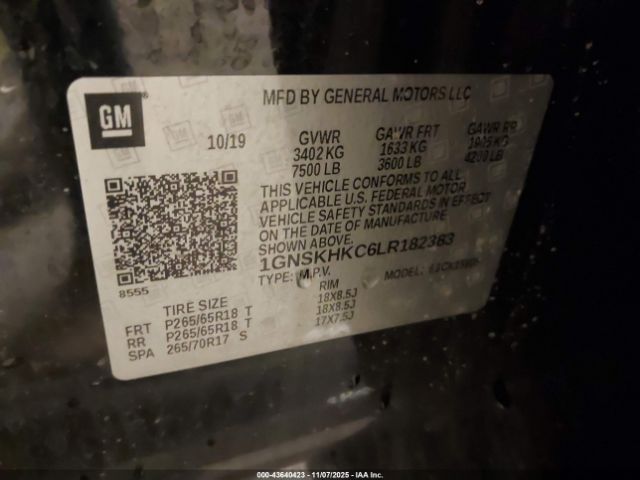 GM
MFD BY GENERAL MOTORS LLC
10/19
GVWR GAWR FRT GAWR RR
3402 KG 1633 KG 1905 KG
7500 LB 3600 LB 4200 LB
THIS VEHICLE CONFORMS TO ALL
APPLICABLE U.S. FEDERAL MOTOR
VEHICLE SAFETY STANDARDS IN EFFECT
ON THE DATE OF MANUFACTURE
SHOWN ABOVE.
1GNSKHKC6LR182383
8555
TYPE: M.P.V. MODEL:
TIRE SIZE RIM
FRT P265/65R18 T 18X8.5J
RR P265/65R18 T 18X8.5J
SPA 265/70R17 S 17X7.5J
000-43640423 — 11/07/2025 — IAA Inc.